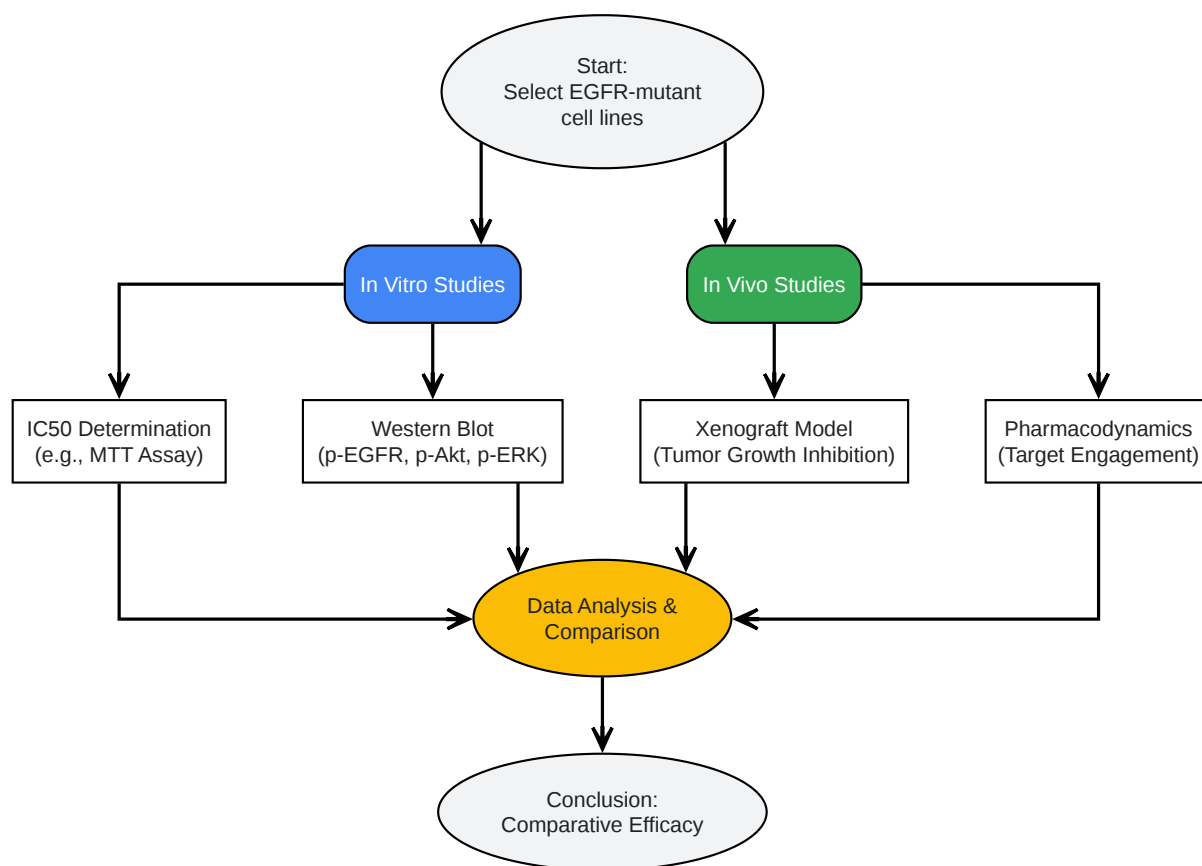 Start:
Select EGFR-mutant
cell lines
In Vitro Studies
In Vivo Studies
IC50 Determination
(e.g., MTT Assay)
Western Blot
(p-EGFR, p-Akt, p-ERK)
Xenograft Model
(Tumor Growth Inhibition)
Pharmacodynamics
(Target Engagement)
Data Analysis &
Comparison
Conclusion:
Comparative Efficacy